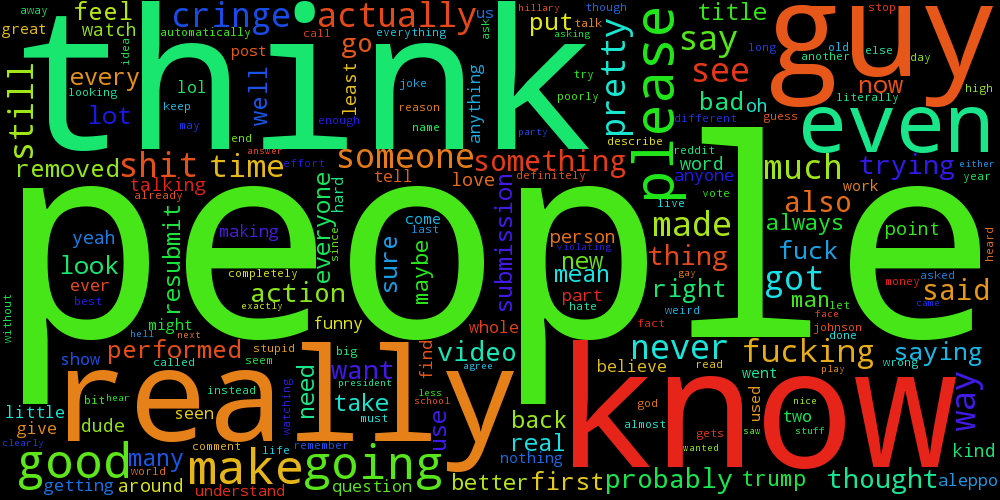 away
great
feel
watch
idea
cringe
automatically
actually
call
us
everything
hillary
ask
though
put
talk
asking
stop
title
think
guy
post
go
least
please
pretty
say
long
old
else
another
day
still
every
looking
lol
well
joke
anything
try
see
now
high
lot
keep
reason
poorly
bad
oh
literally
may
enough
name
party
different
guess
even
end
describe
removed
shit
time
answer
effort
someone
something
reddit
word
much
trying
either
talking
already
tell
love
definitely
anyone
vote
work
year
people
everyone
hard
submission
live
also
resubmit
making
since
come
last
made
always
point
yeah
sure
maybe
person
violating
fuck
heard
look
completely
new
mean
gay
thing
got
ever
best
action
exactly
part
hate
right
money
asked
said
man
let
came
without
might
funny
weird
face
hell
next
whole
fact
johnson
done
performed
stupid
find
video
never
fucking
saying
show
called
seem
big
want
agree
believe
read
play
wrong
way
really
know
need
president
less
school
went
bit
hear
instead
watching
take
god
used
nice
little
seen
must
use
back
almost
two
give
dude
real
gets
saw
stuff
comment
life
remember
nothing
wanted
kind
good
many
make
going
world
better
first
probably
trump
thought
aleppo
clearly
getting
around
understand
question